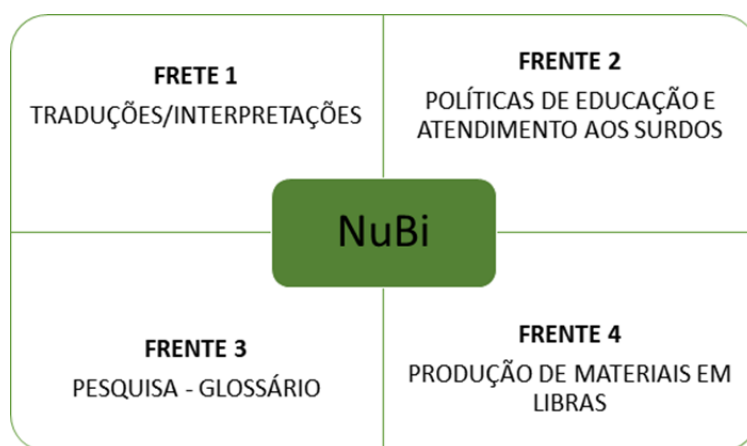 FRETE 1
TRADUÇÕES/INTERPRETAÇÕES
FRENTE 2
POLÍTICAS DE EDUCAÇÃO E
ATENDIMENTO AOS SURDOS
NuBi
FRENTE 3
PESQUISA - GLOSSÁRIO
FRENTE 4
PRODUÇÃO DE MATERIAIS EM
LIBRAS